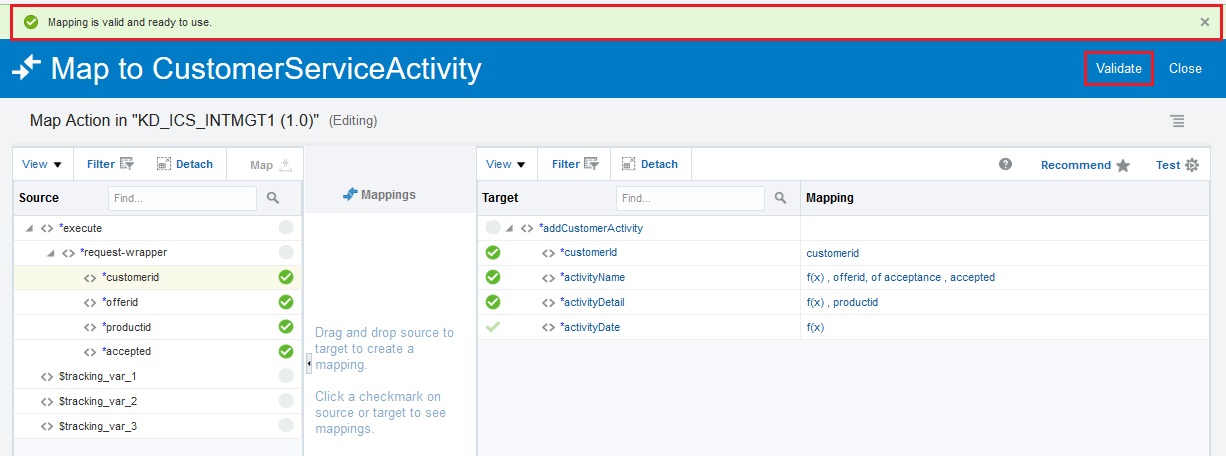 Mapping is valid and ready to use.
Map to CustomerServiceActivity
Validate
Close
Map Action in "KD_ICS_INTMGT1 (1.0)" (Editing)
View Filter Detach Map
Source Find...
*execute
*request-wrapper
*customerid
*offerid
*productid
*accepted
$tracking_var_1
$tracking_var_2
$tracking_var_3
Mappings
Drag and drop source to
target to create a
mapping.
Click a checkmark on
source or target to see
mappings.
View Filter Detach ? Recommend Test
Target Find... Mapping
*addCustomerActivity
*customerId customerid
*activityName f(x) , offerid, of acceptance , accepted
*activityDetail f(x) , productid
*activityDate f(x)